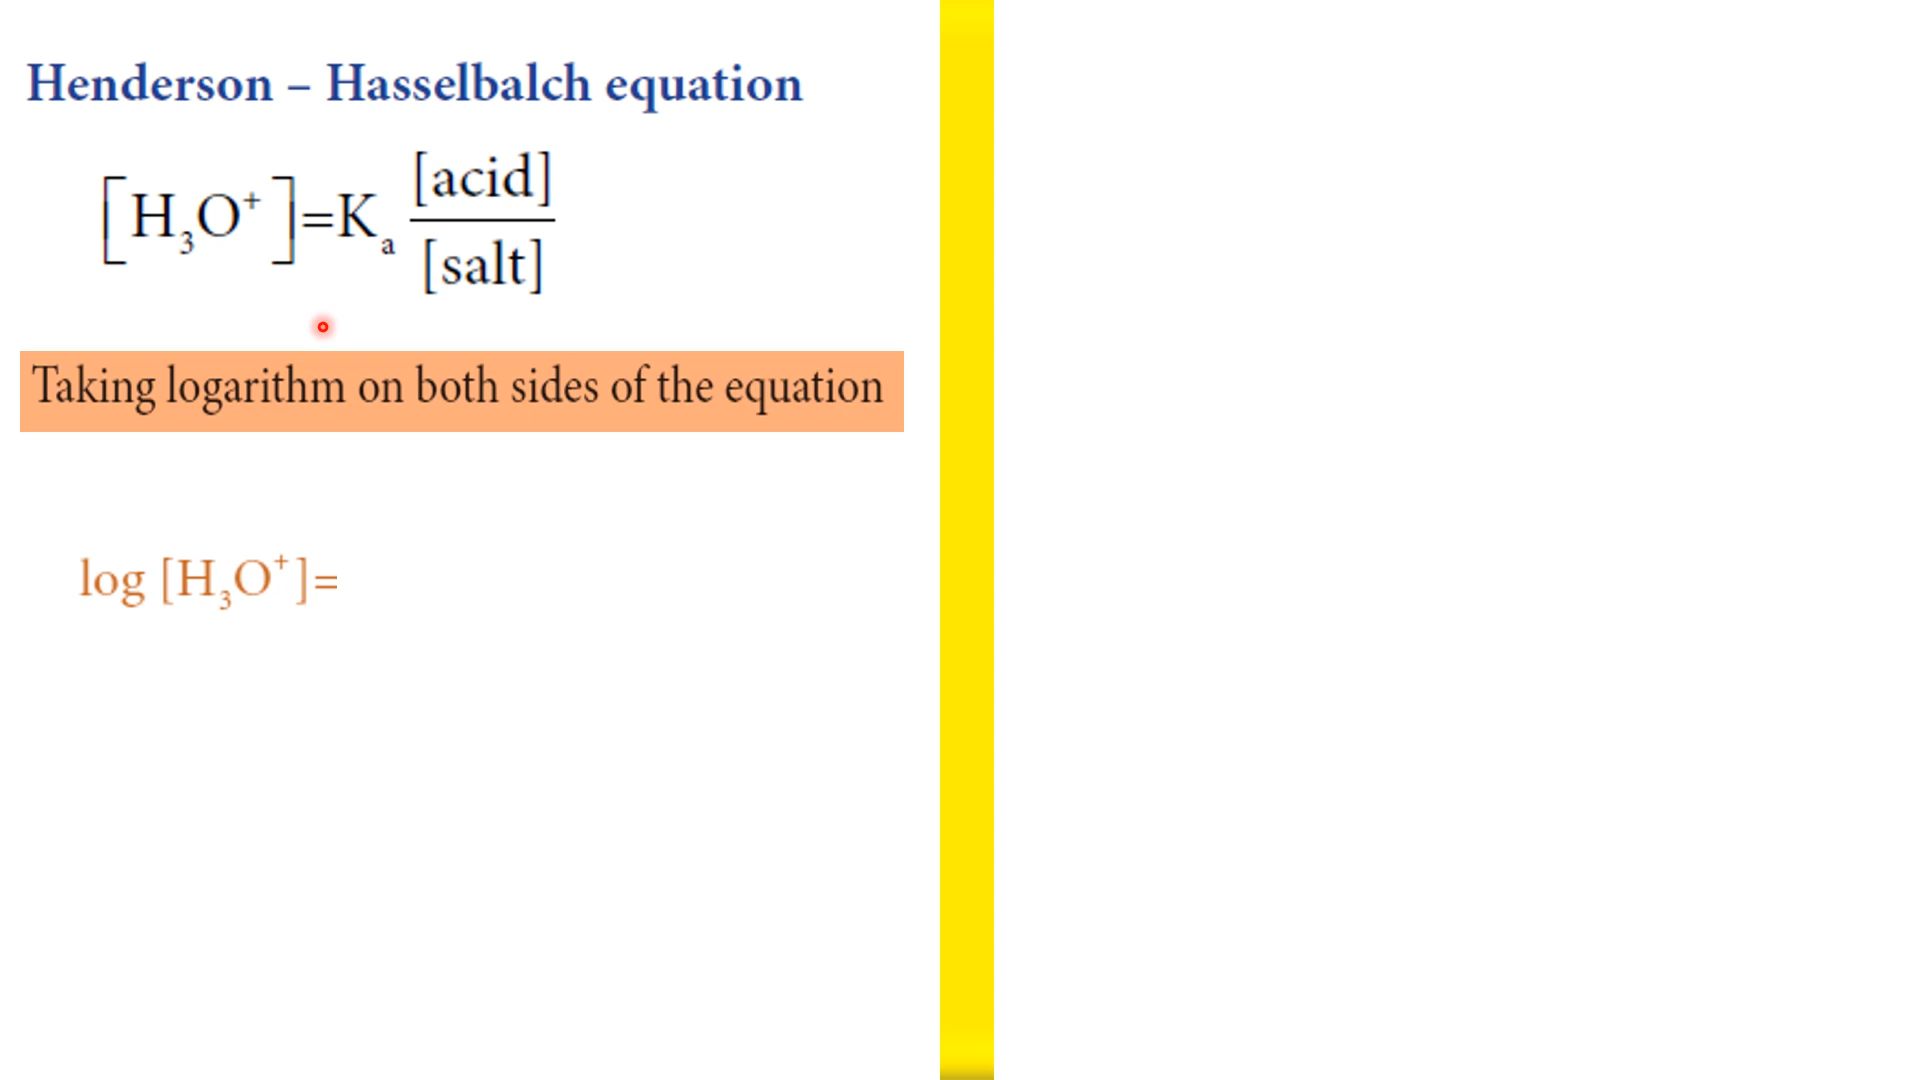 Henderson – Hasselbalch equation
[H₃O⁺]=Kₐ [acid]/[salt]
Taking logarithm on both sides of the equation
log [H₃O⁺]=